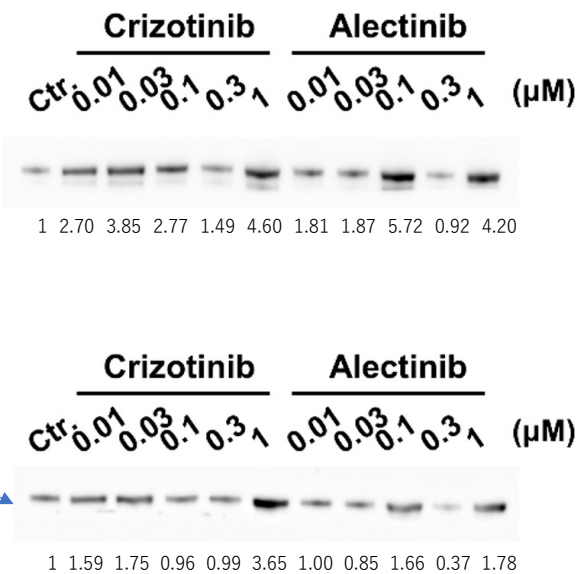 Crizotinib Alectinib
Ctr. 0.01 0.03 0.1 0.3 1 0.01 0.03 0.1 0.3 1 (μM)
1 2.70 3.85 2.77 1.49 4.60 1.81 1.87 5.72 0.92 4.20
Crizotinib Alectinib
Ctr. 0.01 0.03 0.1 0.3 1 0.01 0.03 0.1 0.3 1 (μM)
1 1.59 1.75 0.96 0.99 3.65 1.00 0.85 1.66 0.37 1.78